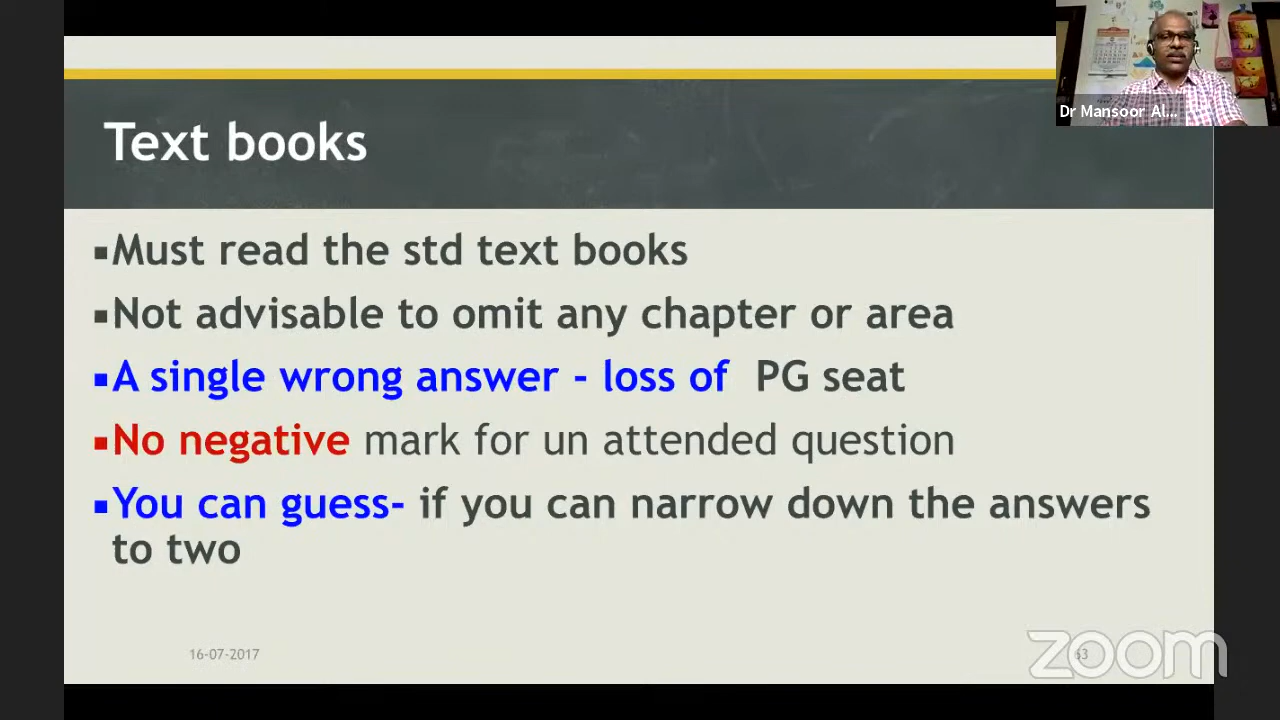 Dr Mansoor Al...
Text books
Must read the std text books
Not advisable to omit any chapter or area
A single wrong answer - loss of PG seat
No negative mark for un attended question
You can guess- if you can narrow down the answers
to two
16-07-2017
63
zoom